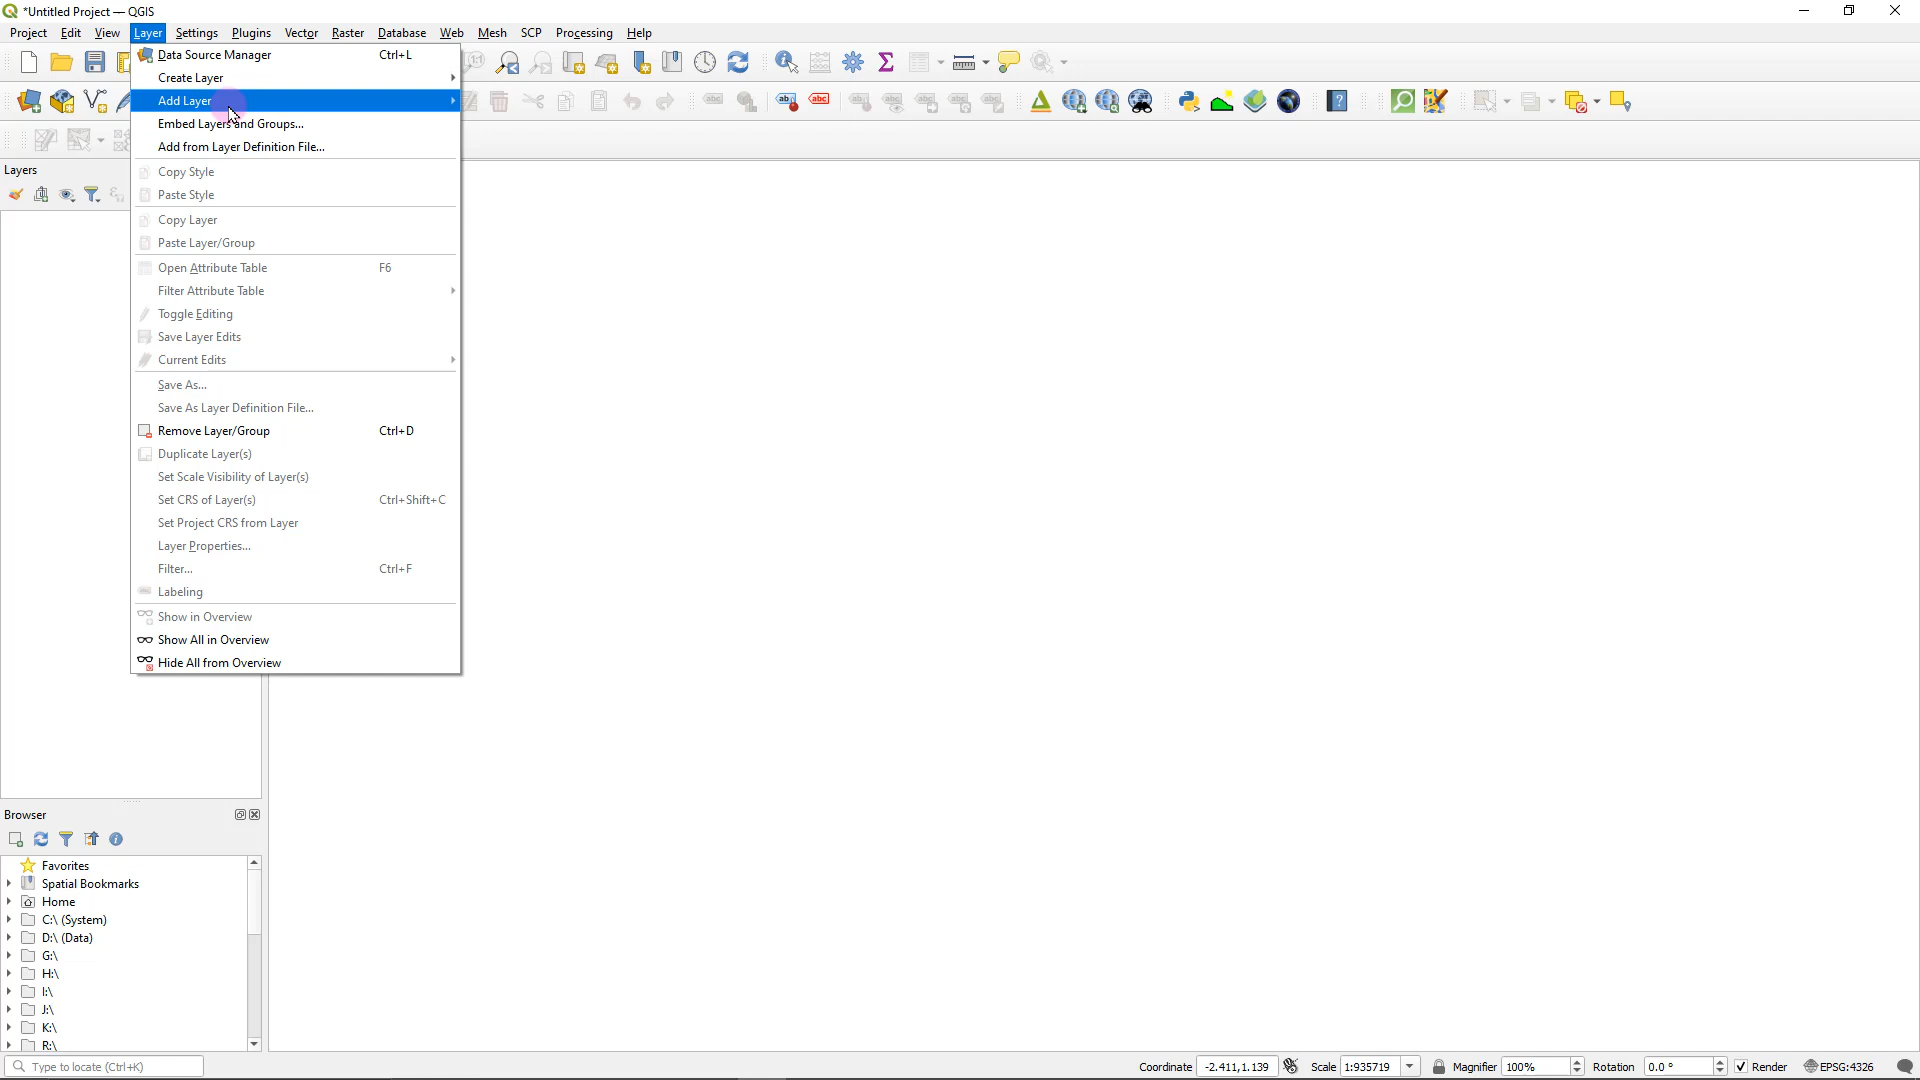 *Untitled Project — QGIS
Project Edit View Layer Settings Plugins Vector Raster Database Web Mesh SCP Processing Help
Data Source Manager Ctrl+L
Create Layer
Add Layer
Embed Layers and Groups...
Add from Layer Definition File...
Layers
Copy Style
Paste Style
Copy Layer
Paste Layer/Group
Open Attribute Table F6
Filter Attribute Table
Toggle Editing
Save Layer Edits
Current Edits
Save As...
Save As Layer Definition File...
Remove Layer/Group Ctrl+D
Duplicate Layer(s)
Set Scale Visibility of Layer(s)
Set CRS of Layer(s) Ctrl+Shift+C
Set Project CRS from Layer
Layer Properties...
Filter... Ctrl+F
Labeling
Show in Overview
Show All in Overview
Hide All from Overview
Browser
Favorites
Spatial Bookmarks
Home
C:\ (System)
D:\ (Data)
G:\
H:\
I:\
J:\
K:\
R:\
Type to locate (Ctrl+K) Coordinate -2.411,1.139 Scale 1:935719 Magnifier 100% Rotation 0.0 ° Render EPSG:4326